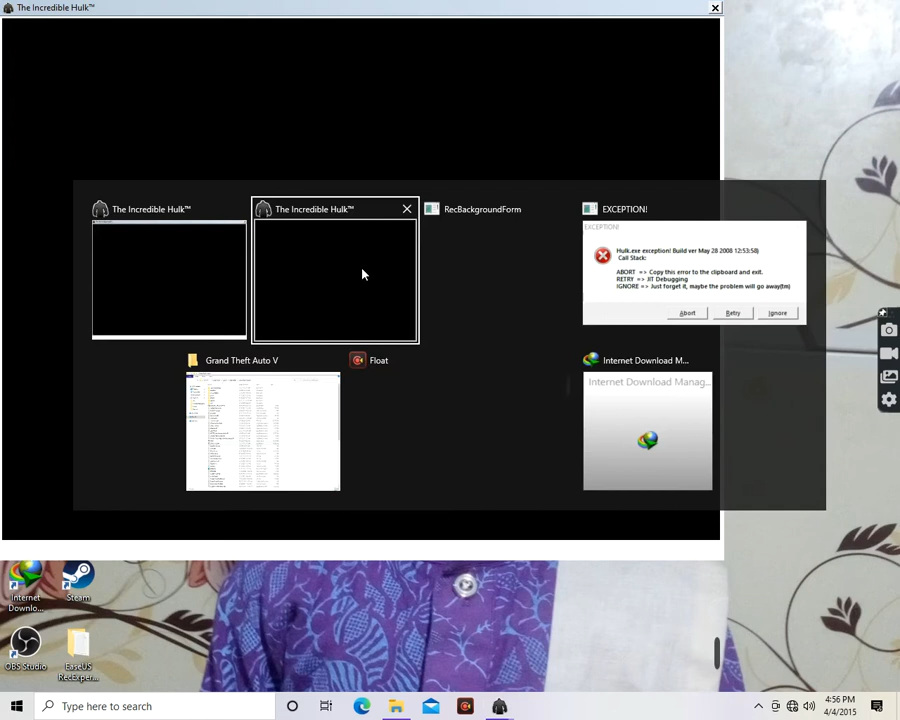 The Incredible Hulk™
The Incredible Hulk™
The Incredible Hulk™
RecBackgroundForm
EXCEPTION!
EXCEPTION!
Hulk.exe exception! Build ver May 28 2008 12:53:58)
Call Stack:
ABORT => Copy this error to the clipboard and exit.
RETRY => JIT Debugging
IGNORE => Just forget it, maybe the problem will go away(tm)
Abort Retry Ignore
Grand Theft Auto V
Float
Internet Download M...
Internet Download Manag...
Internet
Downlo...
Steam
OBS Studio
EaseUS
RecExper...
Type here to search
4:56 PM
4/4/2015